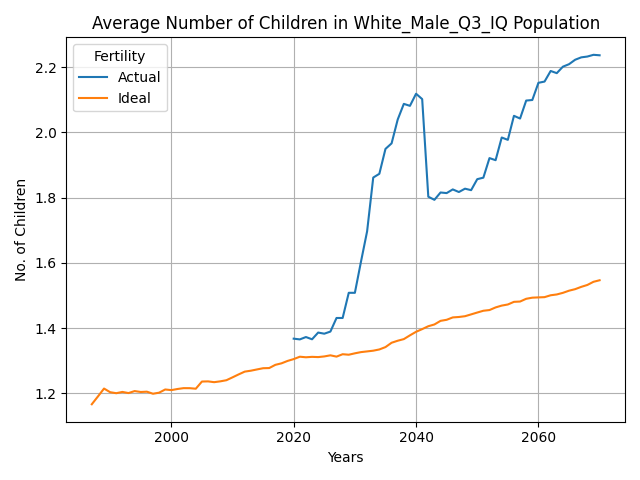 Average Number of Children in White_Male_Q3_IQ Population
Fertility
Actual
Ideal
No. of Children
2.2
2.0
1.8
1.6
1.4
1.2
2000
2020
2040
2060
Years